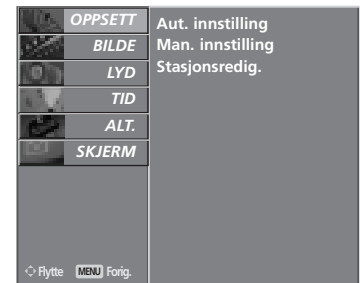 OPPSETT
BILDE
LYD
TID
ALT.
SKJERM
Aut. innstilling
Man. innstilling
Stasjonsredig.
Flytte MENU Forig.